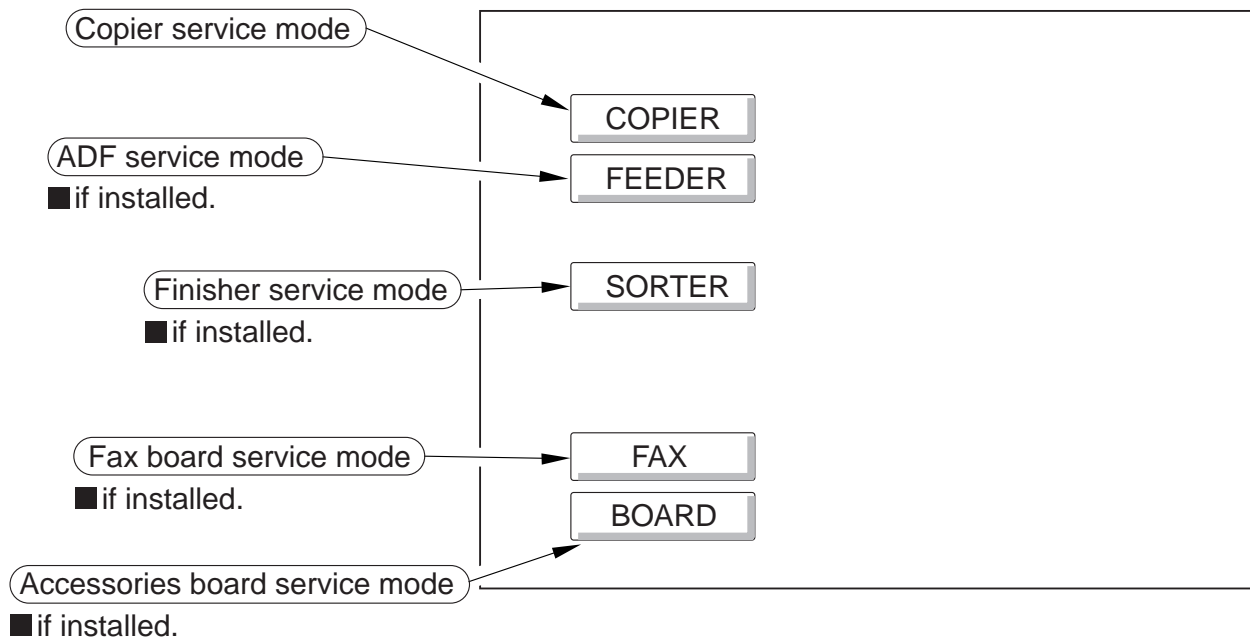 Copier service mode
COPIER
ADF service mode
■ if installed.
FEEDER
Finisher service mode
■ if installed.
SORTER
Fax board service mode
■ if installed.
FAX
BOARD
Accessories board service mode
■ if installed.